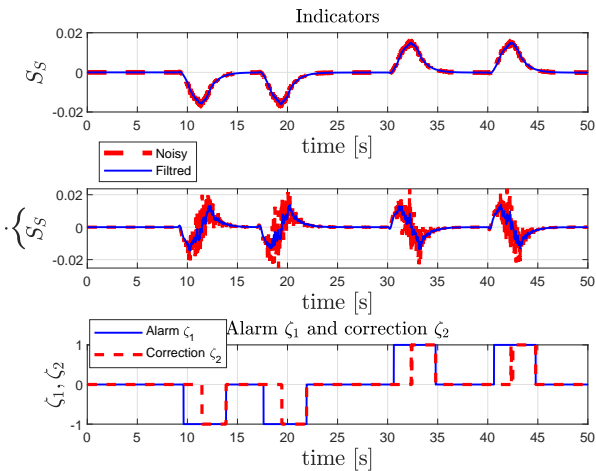 Indicators
0.02
0
-0.02
S_S
0 5 10 15 20 25 30 35 40 45 50
time [s]
Noisy
Filtred
0.02
0
-0.02
Ṡ_S
0 5 10 15 20 25 30 35 40 45 50
time [s]
Alarm ζ₁ and correction ζ₂
Alarm ζ₁
Correction ζ₂
1
0
-1
ζ₁, ζ₂
0 5 10 15 20 25 30 35 40 45 50
time [s]